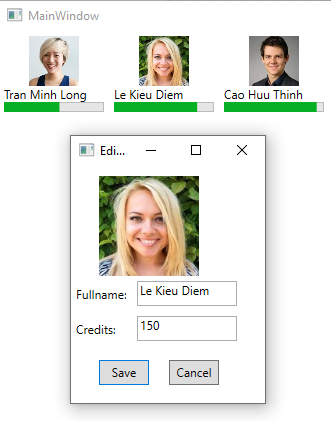 MainWindow
Tran Minh Long
Le Kieu Diem
Cao Huu Thinh
Edi...
Fullname: Le Kieu Diem
Credits: 150
Save Cancel